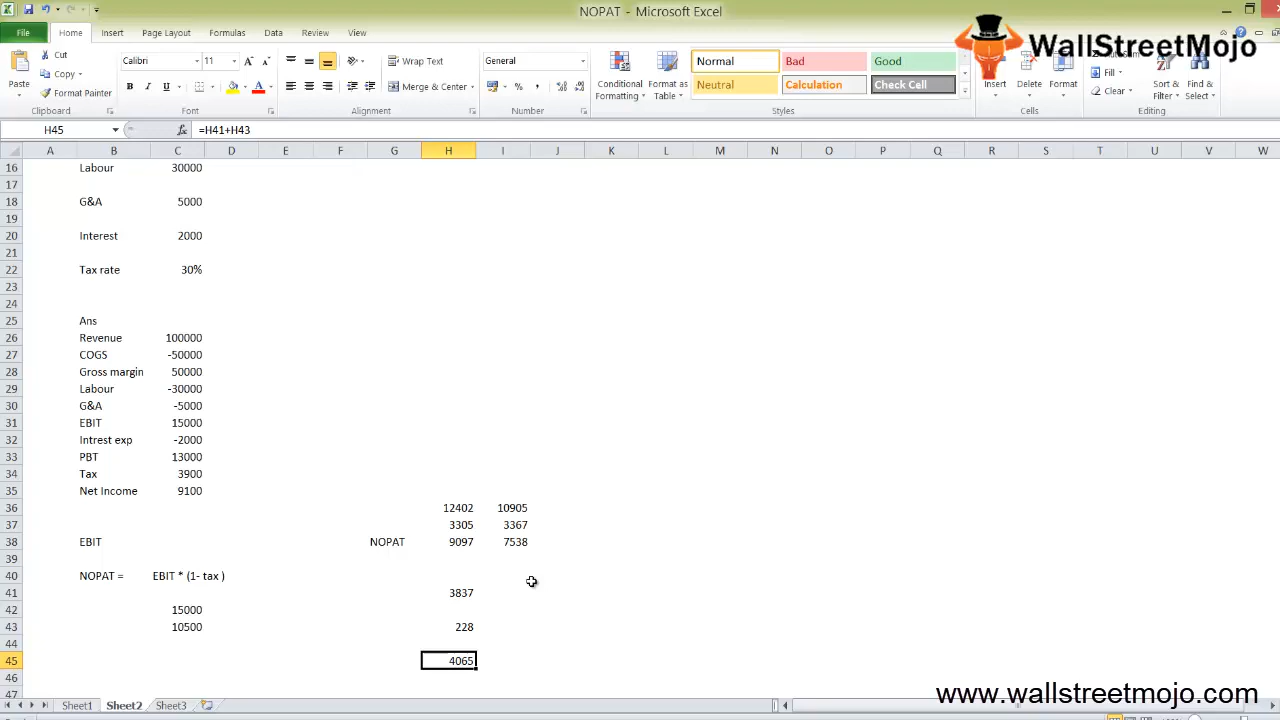 NOPAT - Microsoft Excel
File Home Insert Page Layout Formulas Data Review View
WallStreetMojo
Cut
Copy
Format Painter
Paste
Clipboard
Calibri 11
Font
Wrap Text
Merge & Center
Alignment
General
Number
Conditional Formatting
Format as Table
Normal Bad Good
Neutral Calculation Check Cell
Styles
Insert Delete Format
Cells
Fill
Clear
Sort & Filter
Find & Select
Editing
H45 fx =H41+H43
A B C D E F G H I J K L M N O P Q R S T U V W
16 Labour 30000
17
18 G&A 5000
19
20 Interest 2000
21
22 Tax rate 30%
23
24
25 Ans
26 Revenue 100000
27 COGS -50000
28 Gross margin 50000
29 Labour -30000
30 G&A -5000
31 EBIT 15000
32 Intrest exp -2000
33 PBT 13000
34 Tax 3900
35 Net Income 9100
36 12402 10905
37 3305 3367
38 EBIT NOPAT 9097 7538
39
40 NOPAT = EBIT * (1- tax )
41 3837
42 15000
43 10500 228
44
45 4065
46
47
Sheet1 Sheet2 Sheet3
www.wallstreetmojo.com